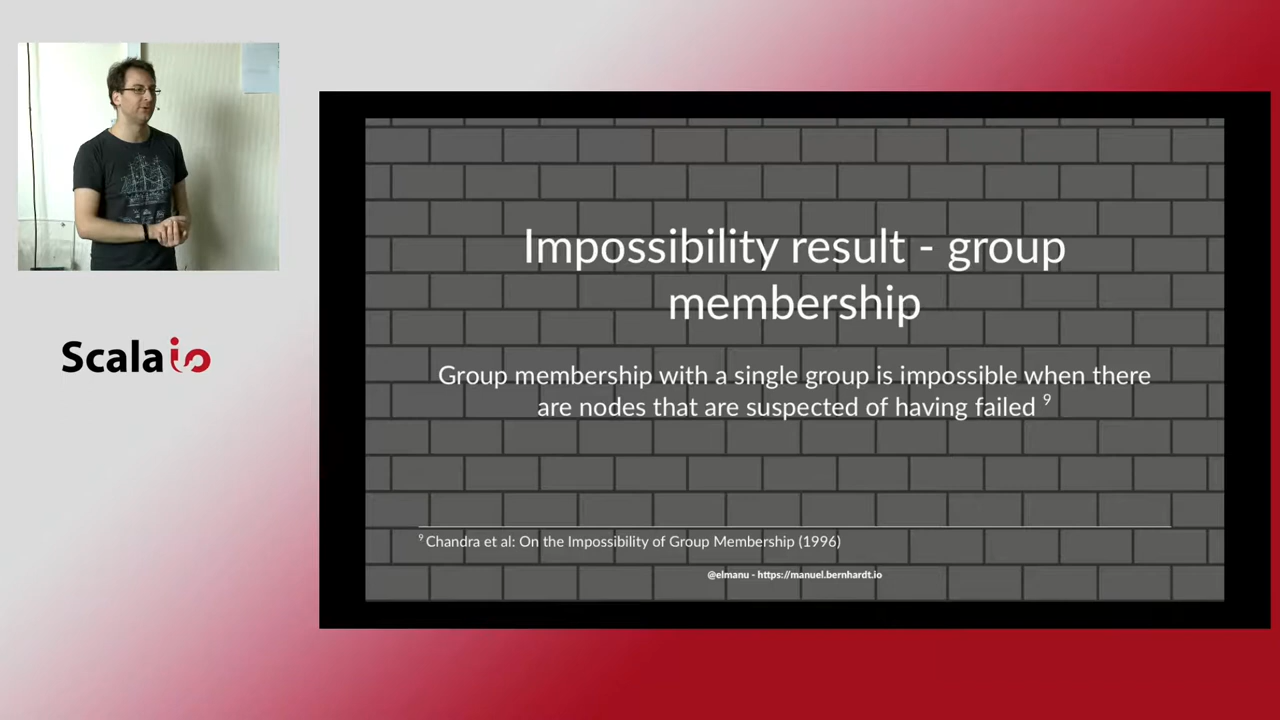 Scalaio
Impossibility result - group
membership
Group membership with a single group is impossible when there
are nodes that are suspected of having failed 9
9 Chandra et al: On the Impossibility of Group Membership (1996)
@elmanu - https://manuel.bernhardt.io